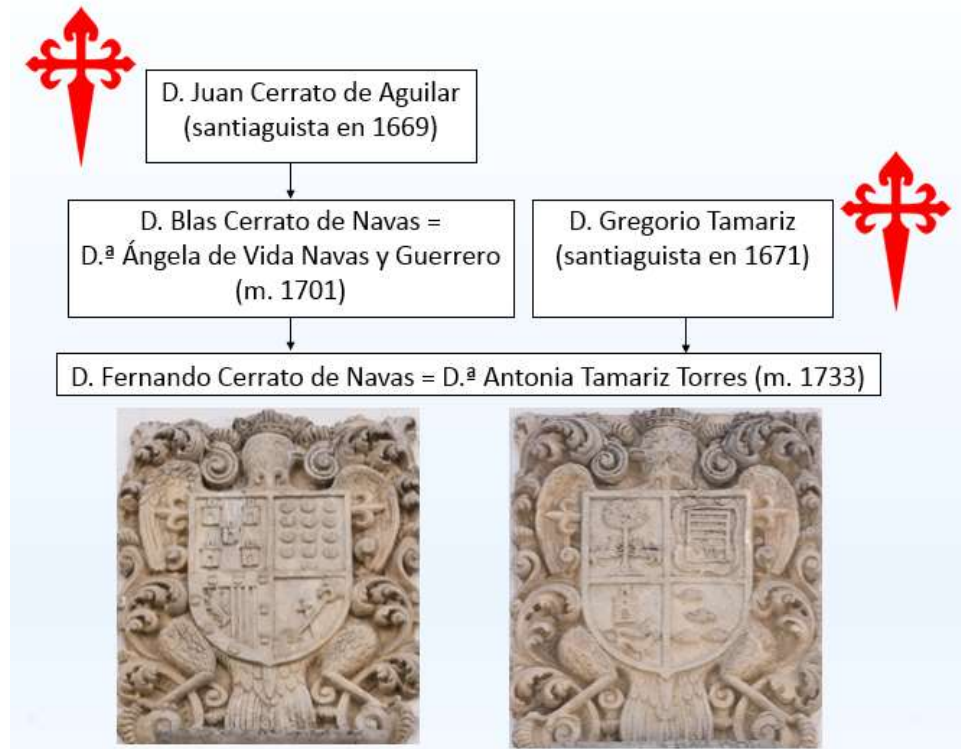 D. Juan Cerrato de Aguilar
(santiaguista en 1669)
D. Blas Cerrato de Navas =
D.ª Ángela de Vida Navas y Guerrero
(m. 1701)
D. Gregorio Tamariz
(santiaguista en 1671)
D. Fernando Cerrato de Navas = D.ª Antonia Tamariz Torres (m. 1733)